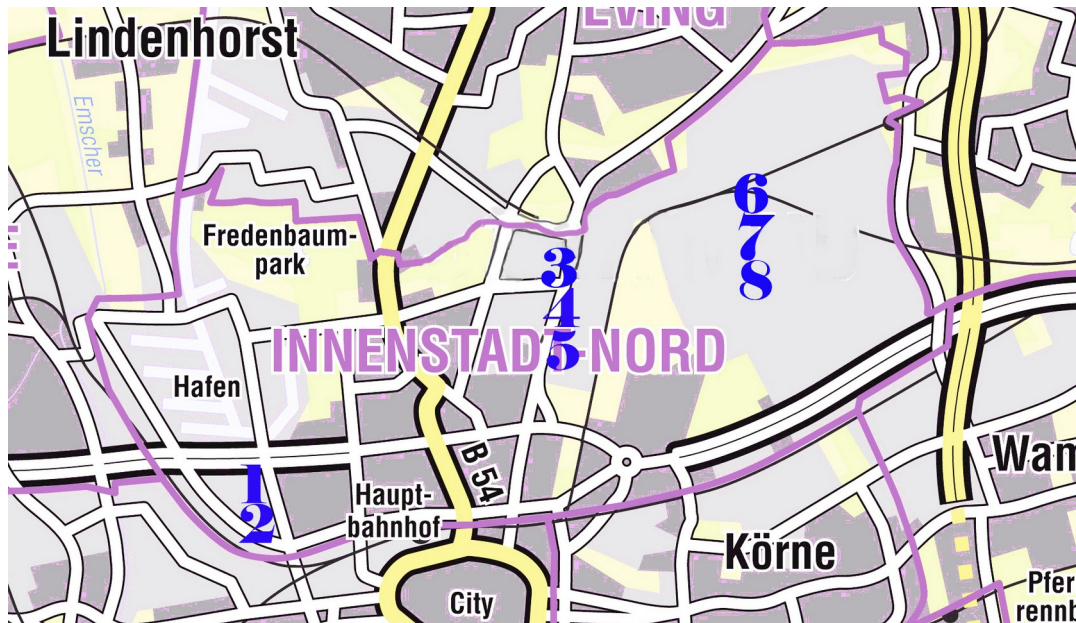 EVING
Lindenhorst
Emscher
6
7
8
Fredenbaum-
park
E
3
4
5
INNENSTADT-NORD
Hafen
B 54
1
2
Haupt-
bahnhof
Wam
Körne
City
Pfer
rennb